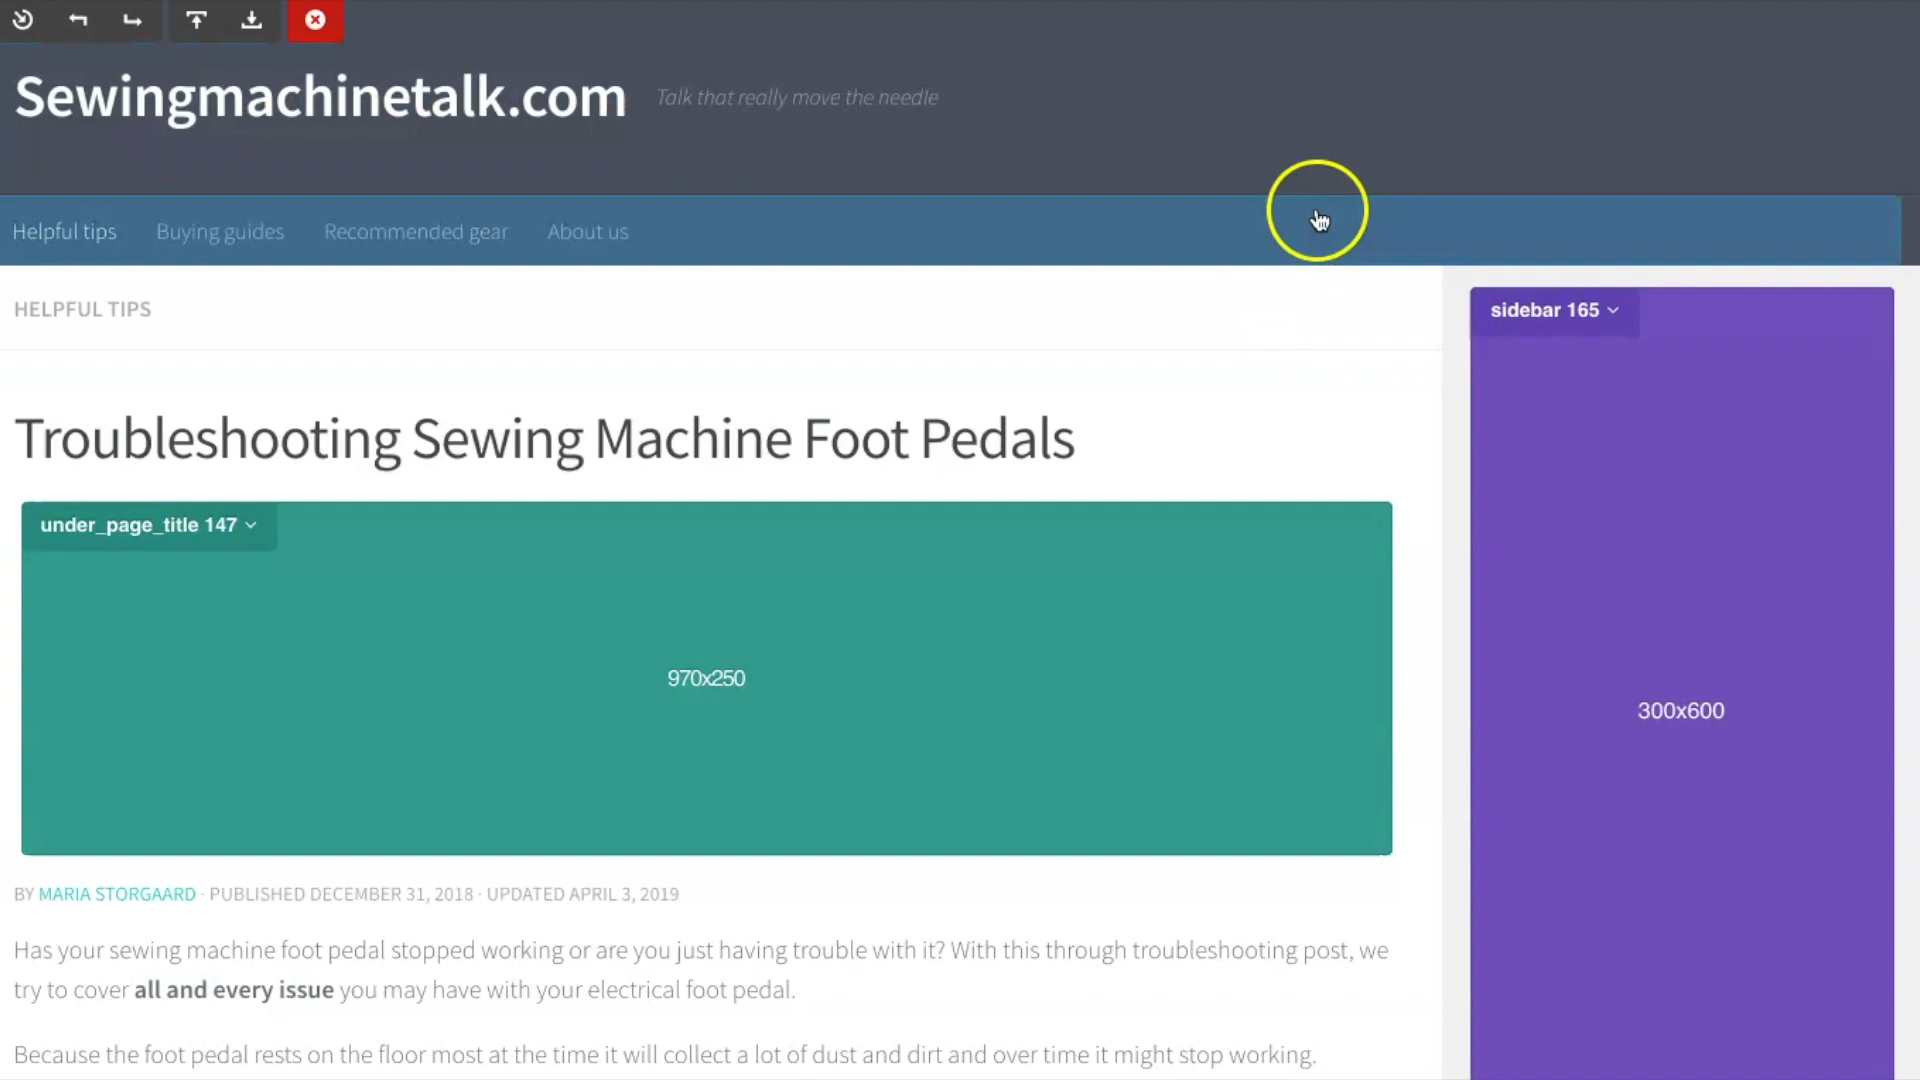 Sewingmachinetalk.com
Talk that really move the needle
Helpful tips
Buying guides
Recommended gear
About us
HELPFUL TIPS
Troubleshooting Sewing Machine Foot Pedals
under_page_title 147
970x250
BY MARIA STORGAARD · PUBLISHED DECEMBER 31, 2018 · UPDATED APRIL 3, 2019
Has your sewing machine foot pedal stopped working or are you just having trouble with it? With this through troubleshooting post, we
try to cover all and every issue you may have with your electrical foot pedal.
Because the foot pedal rests on the floor most at the time it will collect a lot of dust and dirt and over time it might stop working.
sidebar 165
300x600